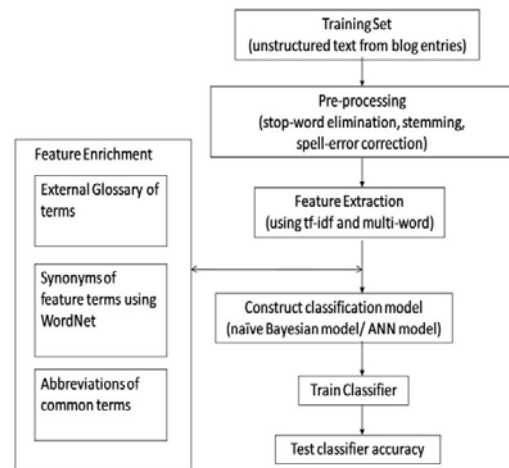 Training Set
(unstructured text from blog entries)
Pre-processing
(stop-word elimination, stemming,
spell-error correction)
Feature Extraction
(using tf-idf and multi-word)
Feature Enrichment
External Glossary of
terms
Synonyms of
feature terms using
WordNet
Abbreviations of
common terms
Construct classification model
(naïve Bayesian model/ ANN model)
Train Classifier
Test classifier accuracy